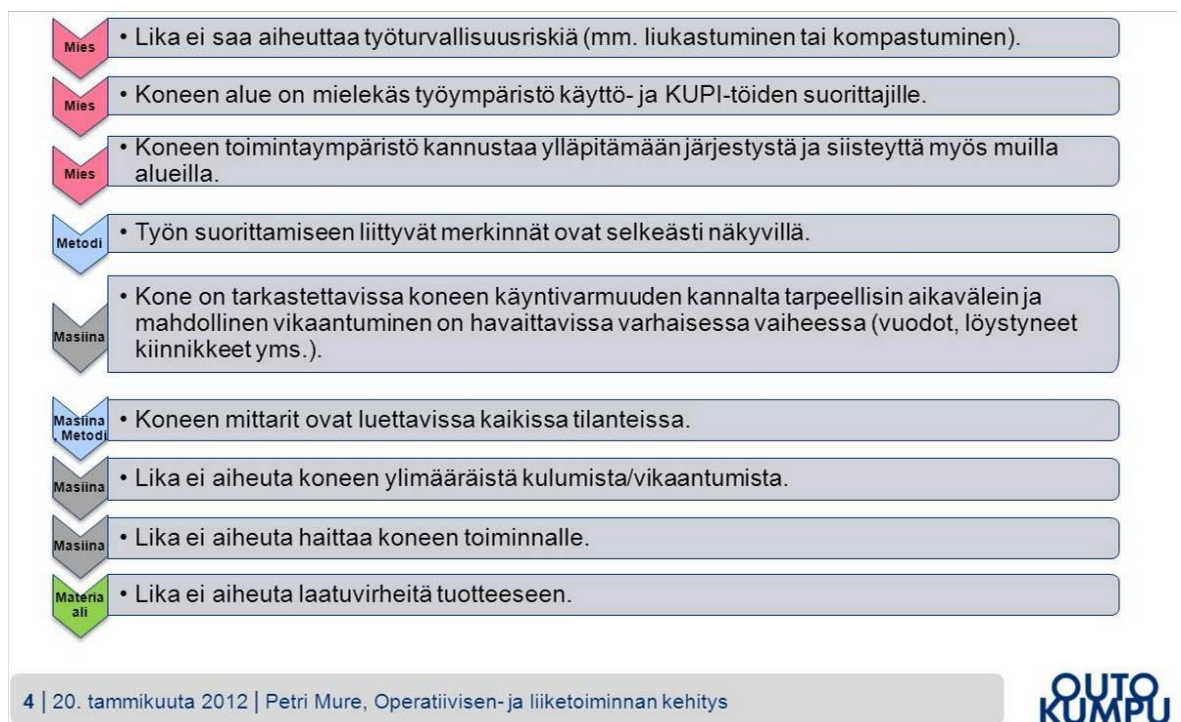 Mies
• Lika ei saa aiheuttaa työturvallisuusriskiä (mm. liukastuminen tai kompastuminen).
Mies
• Koneen alue on mielekäs työympäristö käyttö- ja KUPI-töiden suorittajille.
Mies
• Koneen toimintaympäristö kannustaa ylläpitämään järjestystä ja siisteyttä myös muilla
alueilla.
Metodi
• Työn suorittamiseen liittyvät merkinnät ovat selkeästi näkyvillä.
Masiina
• Kone on tarkastettavissa koneen käyntivarmuuden kannalta tarpeellisin aikavälein ja
mahdollinen vikaantuminen on havaittavissa varhaisessa vaiheessa (vuodot, löystyneet
kiinnikkeet yms.).
Masiina
, Metodi
• Koneen mittarit ovat luettavissa kaikissa tilanteissa.
Masiina
• Lika ei aiheuta koneen ylimääräistä kulumista/vikaantumista.
Masiina
• Lika ei aiheuta haittaa koneen toiminnalle.
Materia
ali
• Lika ei aiheuta laatuvirheitä tuotteeseen.
4 | 20. tammikuuta 2012 | Petri Mure, Operatiivisen- ja liiketoiminnan kehitys
OUTO
KUMPU